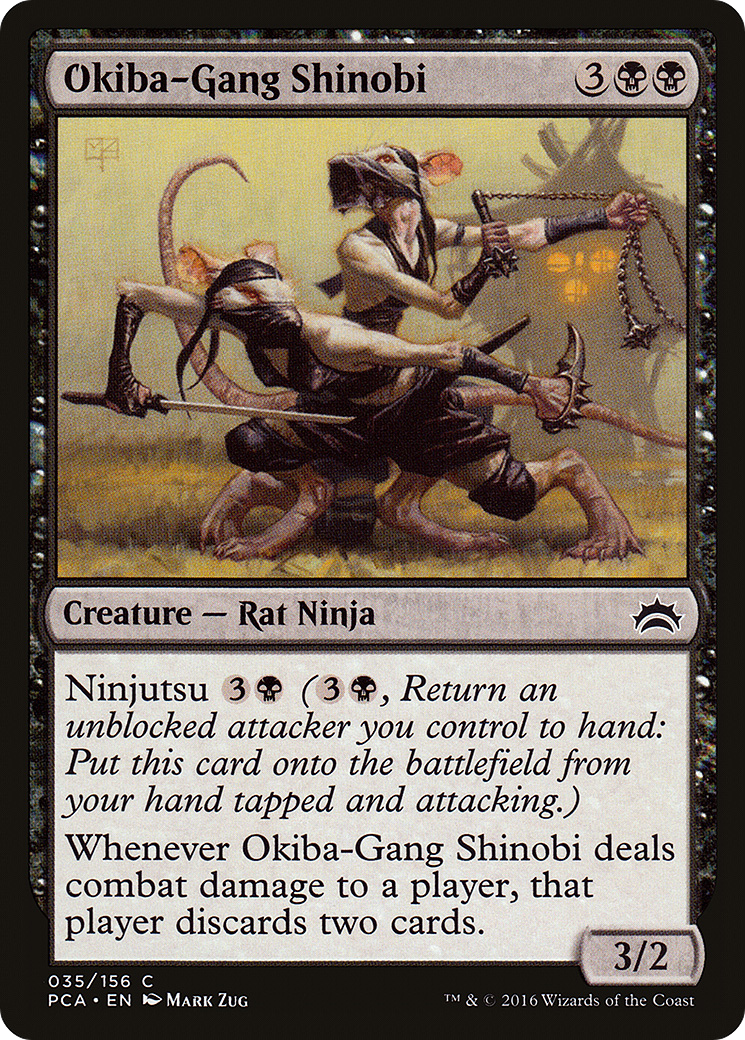 Okiba-Gang Shinobi 3
Creature — Rat Ninja
Ninjutsu 3 (3, Return an
unblocked attacker you control to hand:
Put this card onto the battlefield from
your hand tapped and attacking.)
Whenever Okiba-Gang Shinobi deals
combat damage to a player, that
player discards two cards.
3/2
035/156 C
PCA • EN Mark Zug
™ & © 2016 Wizards of the Coast